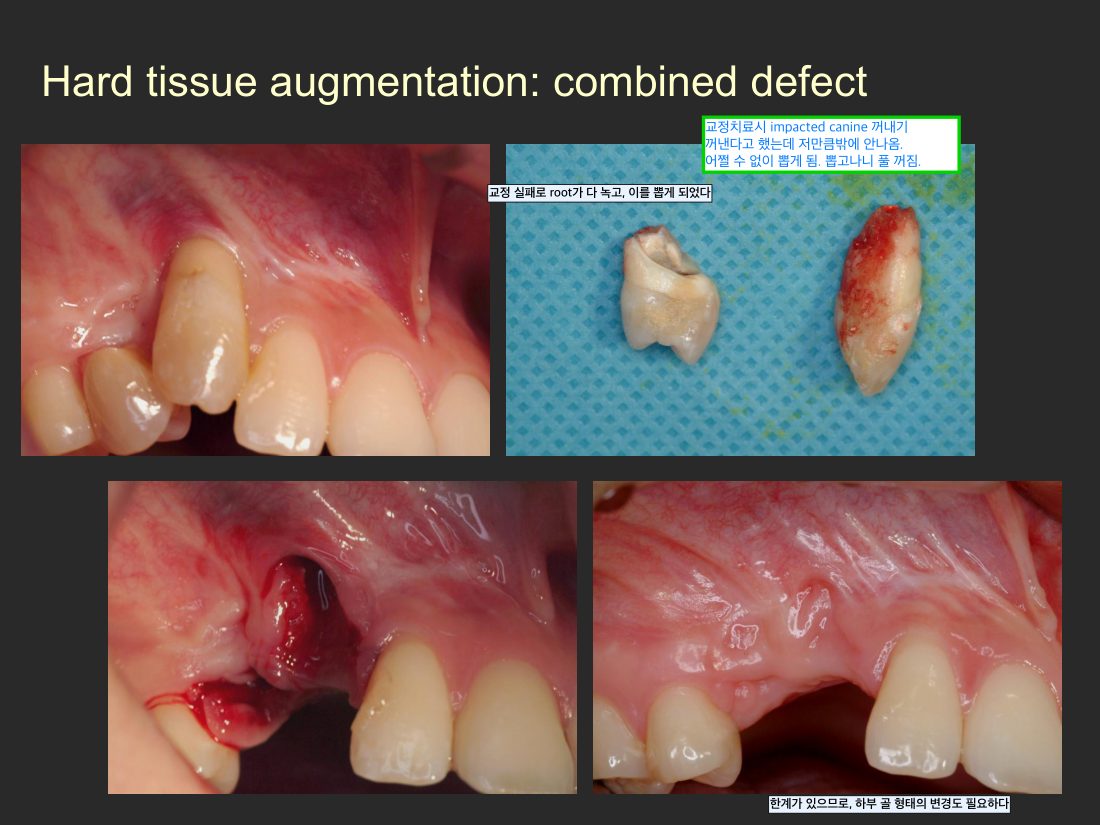 Hard tissue augmentation: combined defect
교정치료시 impacted canine 꺼내기
꺼낸다고 했는데 저만큼밖에 안나옴.
어쩔 수 없이 뽑게 됨. 뽑고나니 풀 꺼짐.
교정 실패로 root가 다 녹고, 이를 뽑게 되었다
한계가 있으므로, 하부 골 형태의 변경도 필요하다